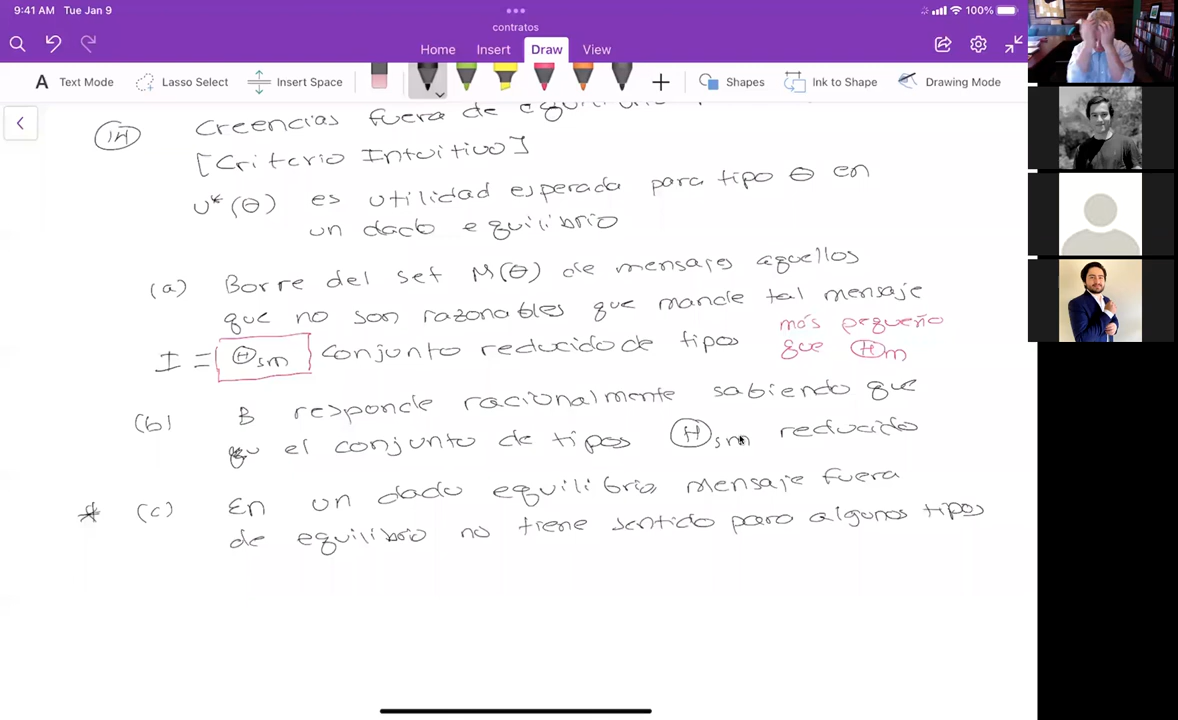 9:41 AM Tue Jan 9
100%
contratos
Home Insert Draw View
A Text Mode Lasso Select Insert Space Shapes Ink to Shape Drawing Mode
14 Creencias fuera de
[Criterio Intuitivo]
U*(θ) es utilidad esperada para tipo θ en
un dado equilibrio
(a) Borre del set M(θ) de mensajes aquellos
que no son razonables que mande tal mensaje
I = Ⓗsm conjunto reducido de tipos
más pequeño
que Ⓗm
(b) B responde racionalmente sabiendo que
el conjunto de tipos Ⓗsm reducido
* (c) En un dado equilibrio, mensaje fuera
de equilibrio no tiene sentido para algunos tipos